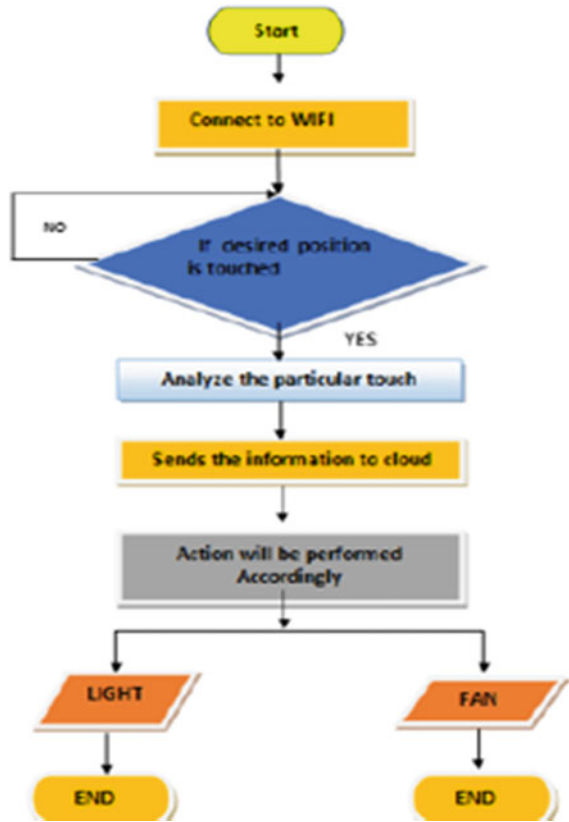 Start
Connect to WIFI
NO
If desired position
is touched
YES
Analyze the particular touch
Sends the information to cloud
Action will be performed
Accordingly
LIGHT
FAN
END
END